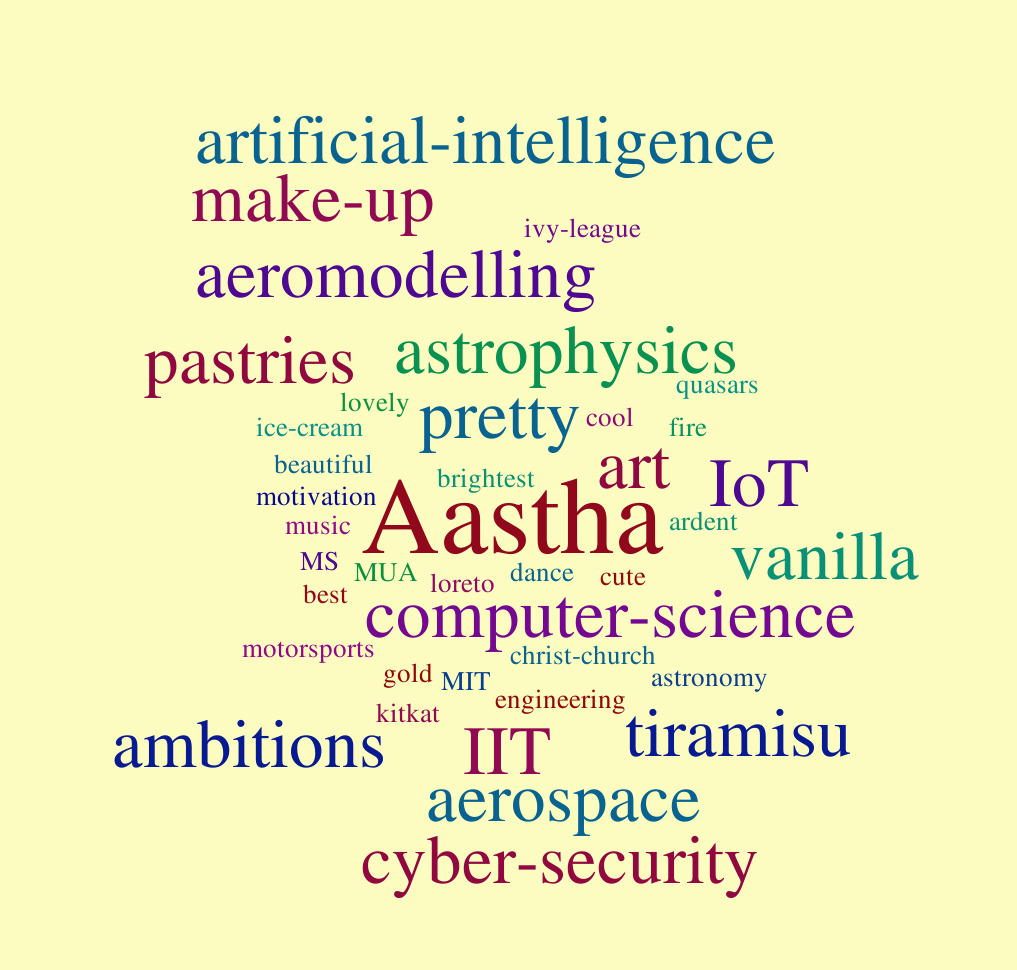 artificial-intelligence
make-up
ivy-league
aeromodelling
pastries astrophysics
quasars
lovely pretty cool
ice-cream fire
beautiful brightest art IoT
motivation Aastha
music ardent
MS MUA loreto dance cute vanilla
best computer-science
motorsports christ-church
gold MIT astronomy
engineering
kitkat
ambitions IIT tiramisu
aerospace
cyber-security